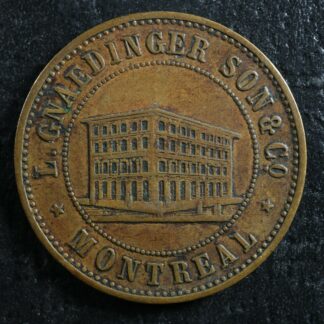 L. GNAEDINGER SON & CO
MONTREAL